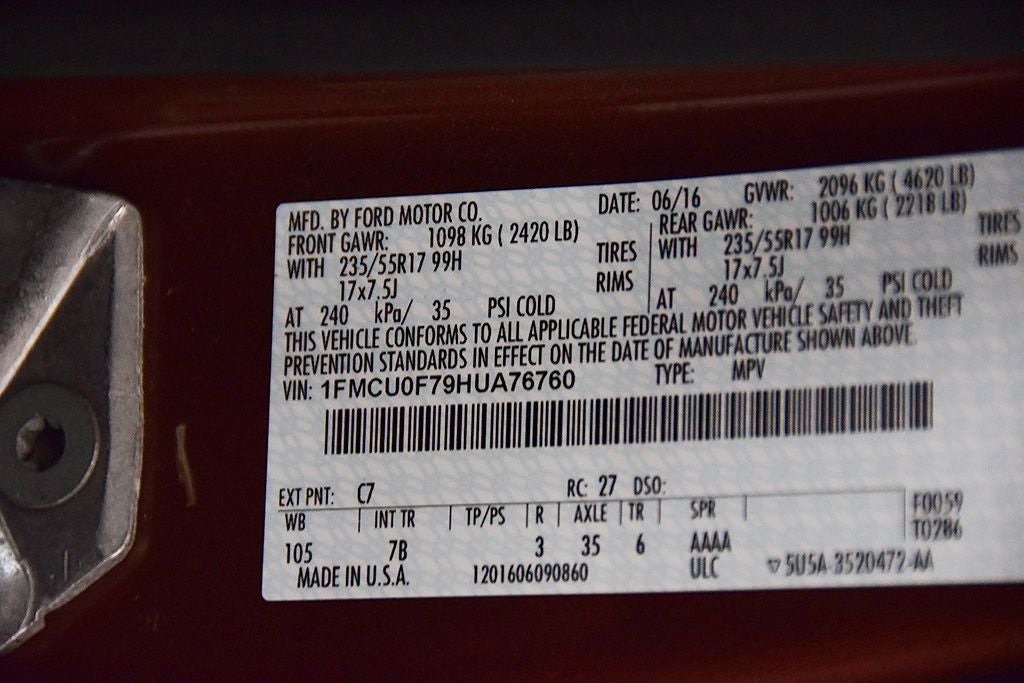 MFD. BY FORD MOTOR CO. DATE: 06/16 GVWR: 2096 KG ( 4620 LB)
FRONT GAWR: 1098 KG ( 2420 LB) REAR GAWR: 1006 KG ( 2218 LB)
WITH 235/55R17 99H TIRES WITH 235/55R17 99H TIRES
17x7.5J RIMS 17x7.5J RIMS
AT 240 kPa/ 35 PSI COLD AT 240 kPa/ 35 PSI COLD
THIS VEHICLE CONFORMS TO ALL APPLICABLE FEDERAL MOTOR VEHICLE SAFETY AND THEFT
PREVENTION STANDARDS IN EFFECT ON THE DATE OF MANUFACTURE SHOWN ABOVE.
VIN: 1FMCU0F79HUA76760 TYPE: MPV
EXT PNT: C7 RC: 27 DSO:
WB INT TR TP/PS R AXLE TR SPR F0059
105 7B 3 35 6 AAAA T0286
MADE IN U.S.A. 1201606090860 ULC 5U5A-3520472-AA